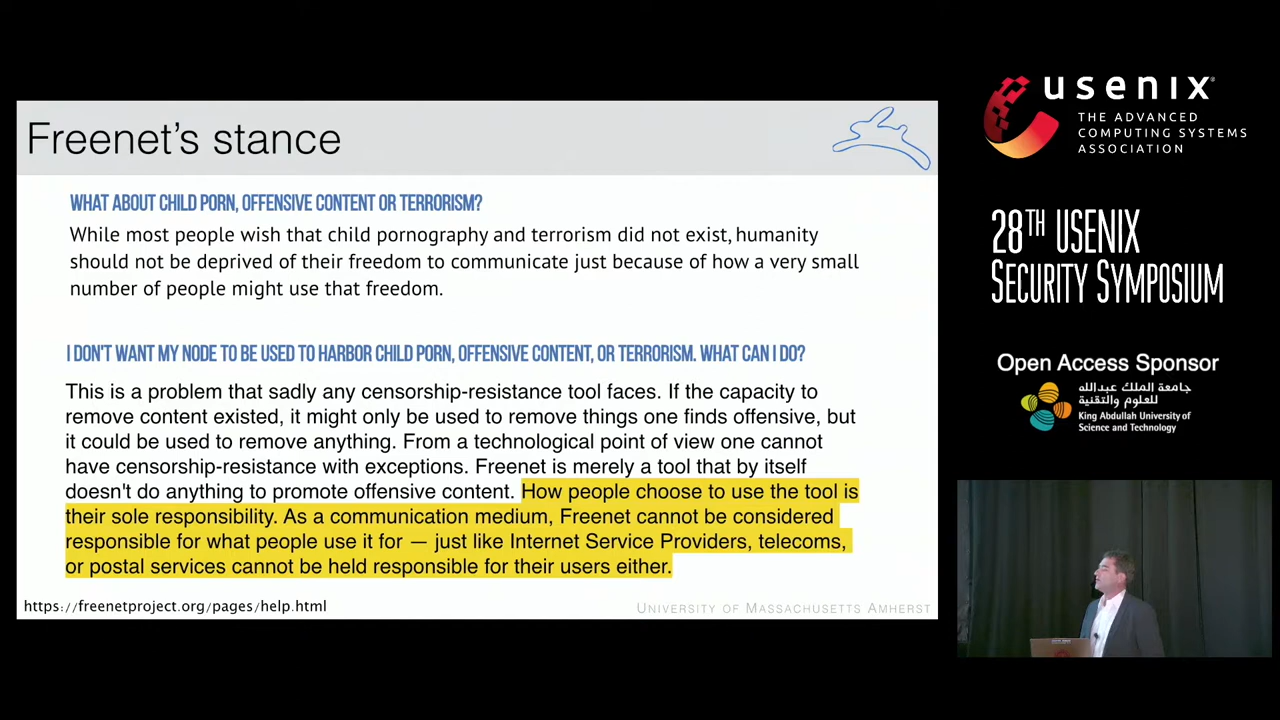 Freenet's stance
WHAT ABOUT CHILD PORN, OFFENSIVE CONTENT OR TERRORISM?
While most people wish that child pornography and terrorism did not exist, humanity
should not be deprived of their freedom to communicate just because of how a very small
number of people might use that freedom.
I DON'T WANT MY NODE TO BE USED TO HARBOR CHILD PORN, OFFENSIVE CONTENT, OR TERRORISM. WHAT CAN I DO?
This is a problem that sadly any censorship-resistance tool faces. If the capacity to
remove content existed, it might only be used to remove things one finds offensive, but
it could be used to remove anything. From a technological point of view one cannot
have censorship-resistance with exceptions. Freenet is merely a tool that by itself
doesn't do anything to promote offensive content. How people choose to use the tool is
their sole responsibility. As a communication medium, Freenet cannot be considered
responsible for what people use it for — just like Internet Service Providers, telecoms,
or postal services cannot be held responsible for their users either.
https://freenetproject.org/pages/help.html
UNIVERSITY OF MASSACHUSETTS AMHERST
usenix
THE ADVANCED
COMPUTING SYSTEMS
ASSOCIATION
28TH USENIX
SECURITY SYMPOSIUM
Open Access Sponsor
جامعة الملك عبدالله
للعلوم والتقنية
King Abdullah University of
Science and Technology